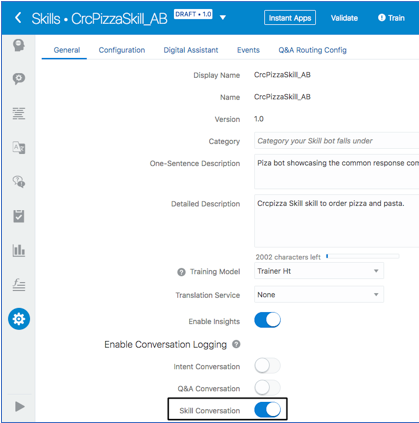 Skills • CrcPizzaSkill_AB DRAFT • 1.0 Instant Apps Validate Train
General Configuration Digital Assistant Events Q&A Routing Config
Display Name CrcPizzaSkill_AB
Name CrcPizzaSkill_AB
Version 1.0
Category Category your Skill bot falls under
One-Sentence Description Piza bot showcasing the common response com
Detailed Description Crcpizza Skill skill to order pizza and pasta.
2002 characters left
? Training Model Trainer Ht
Translation Service None
Enable Insights
Enable Conversation Logging ?
Intent Conversation
Q&A Conversation
Skill Conversation